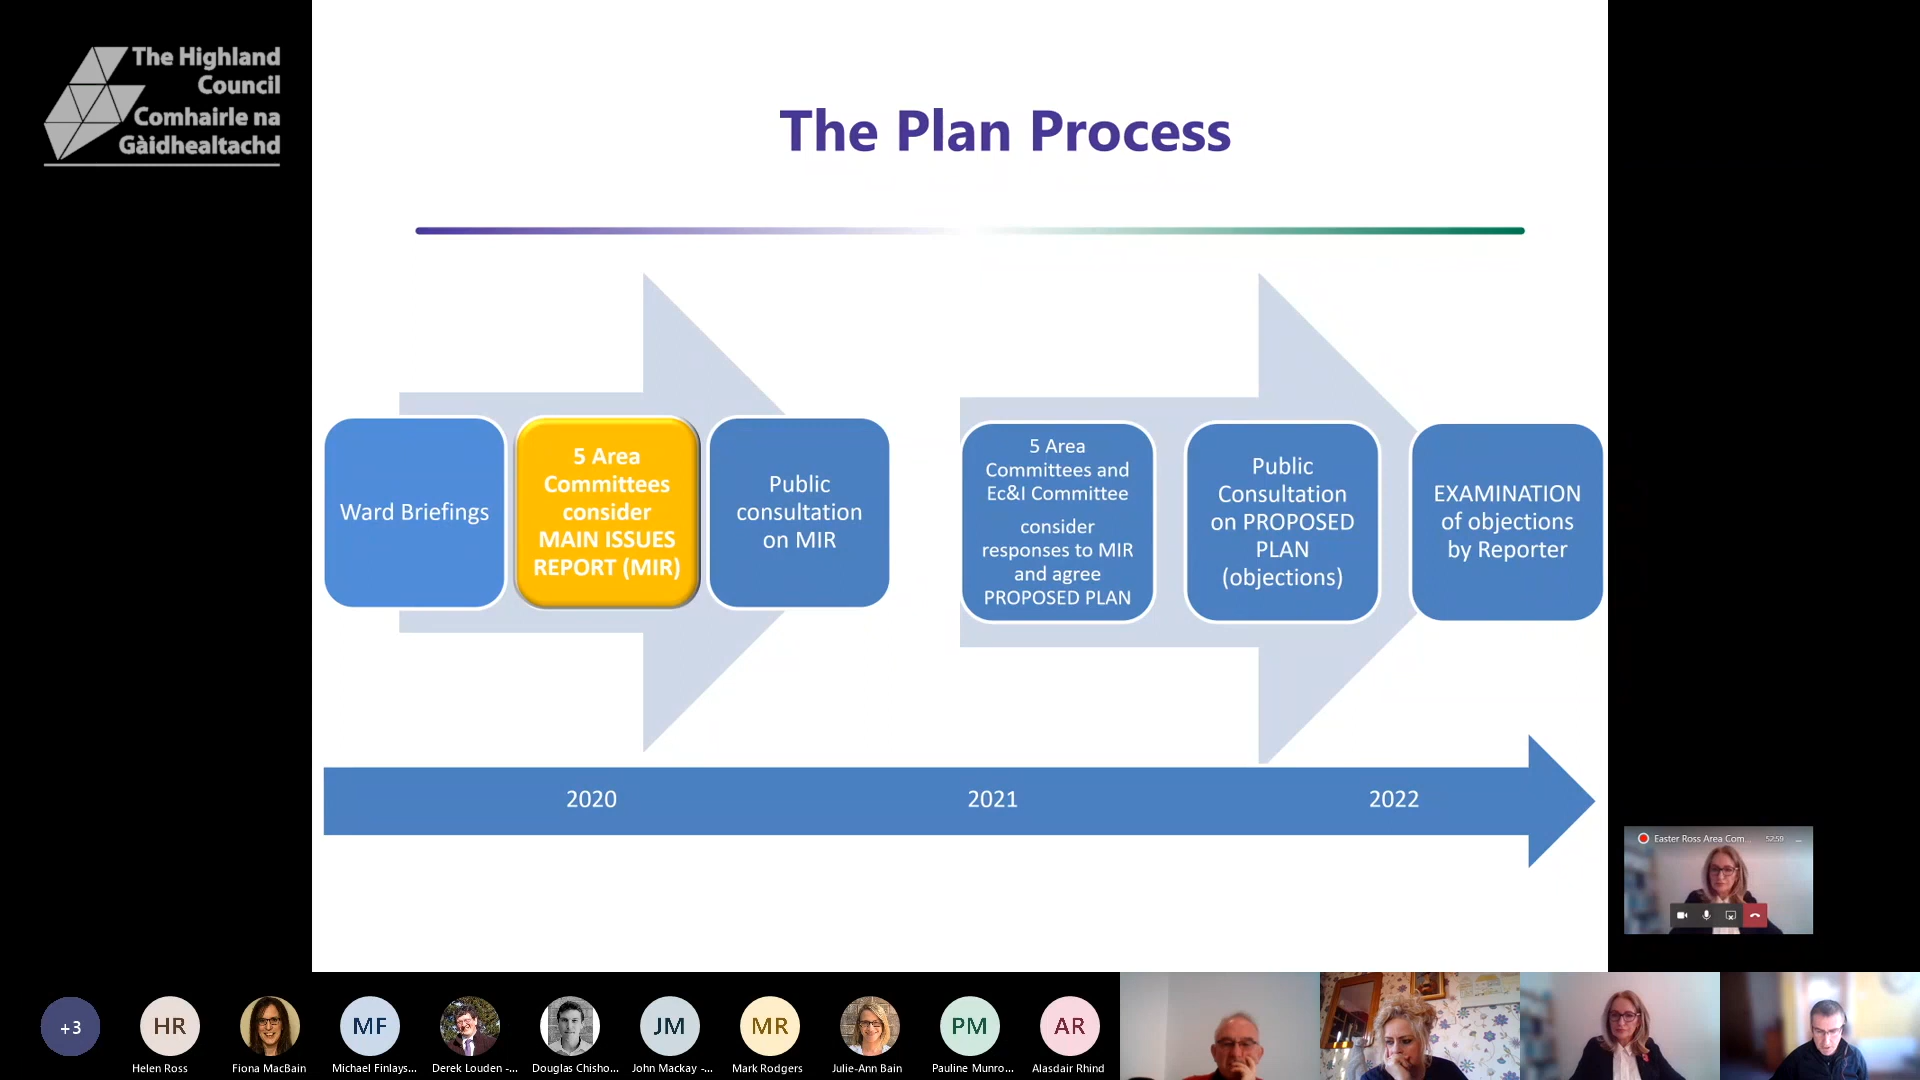 The Highland
Council
Comhairle na
Gàidhealtachd
The Plan Process
Ward Briefings
5 Area
Committees
consider
MAIN ISSUES
REPORT (MIR)
Public
consultation
on MIR
5 Area
Committees and
Ec&I Committee
consider
responses to MIR
and agree
PROPOSED PLAN
Public
Consultation
on PROPOSED
PLAN
(objections)
EXAMINATION
of objections
by Reporter
2020
2021
2022
Easter Ross Area Com...
52:59
+3
HR
MF
JM
MR
PM
AR
Helen Ross
Fiona MacBain
Michael Finlays...
Derek Louden -...
Douglas Chisho...
John Mackay -...
Mark Rodgers
Julie-Ann Bain
Pauline Munro...
Alasdair Rhind